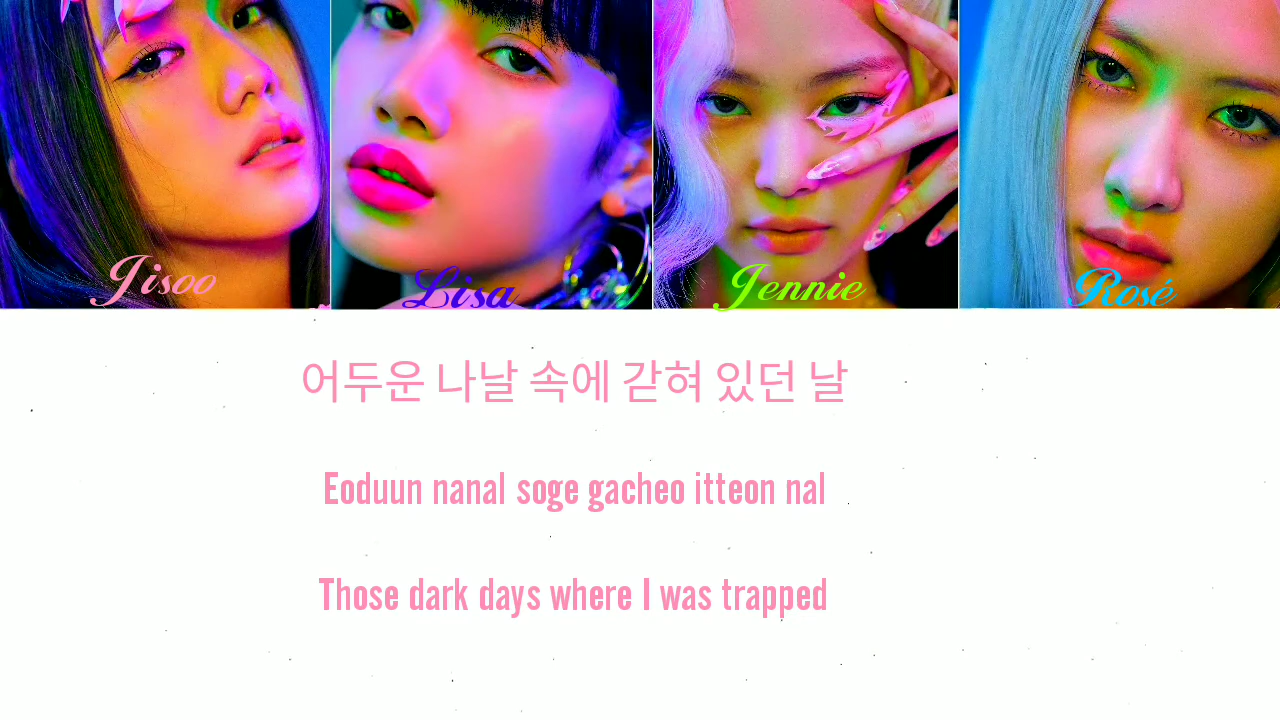 Jisoo
Lisa
Jennie
Rosé
어두운 나날 속에 갇혀 있던 날
Eoduun nanal soge gacheo itteon nal
Those dark days where I was trapped